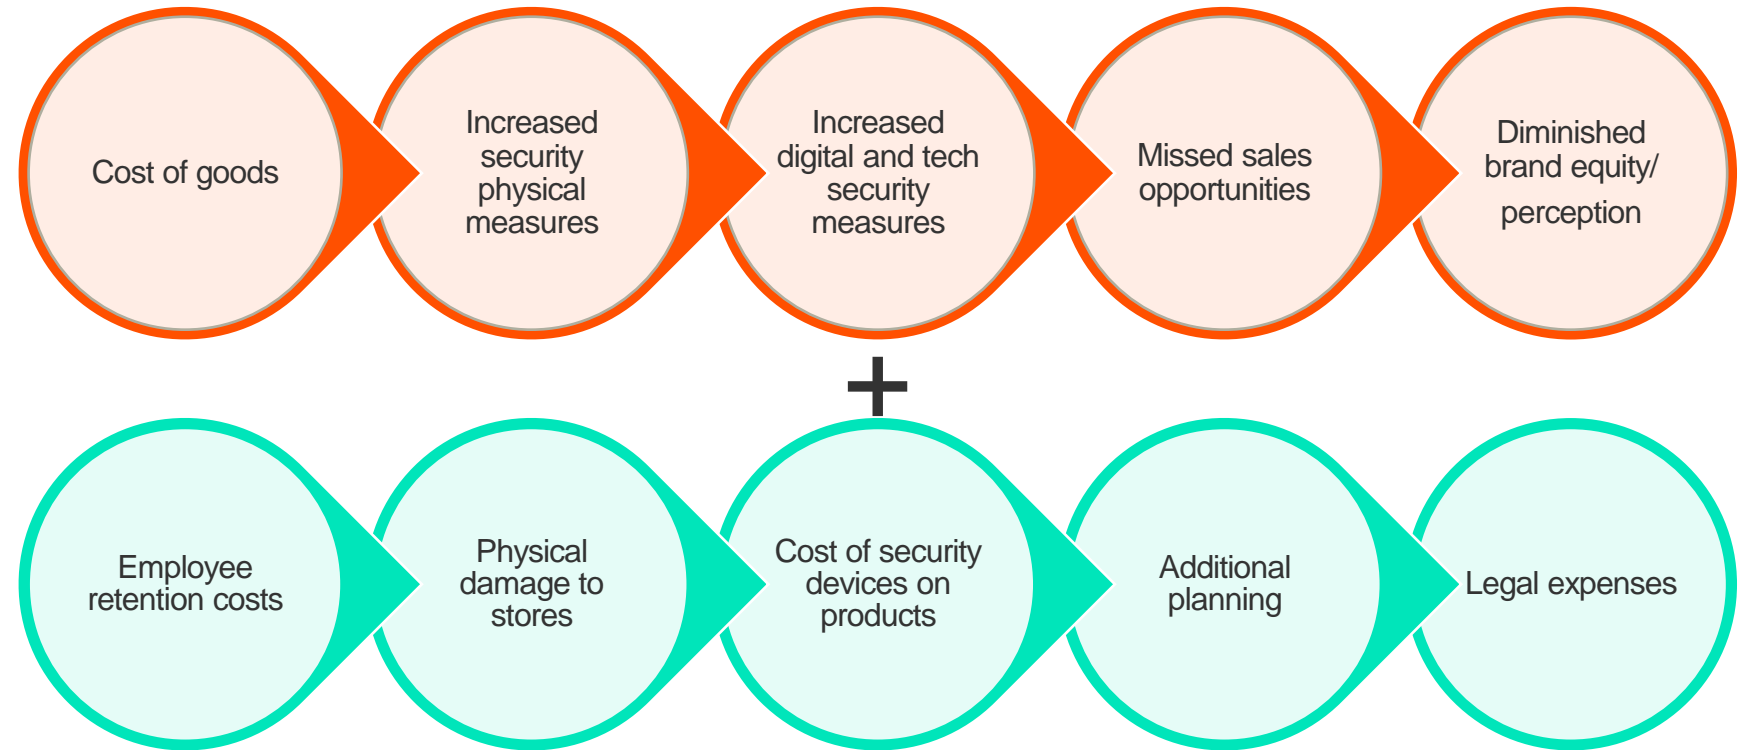 Cost of goods
Increased
security
physical
measures
Increased
digital and tech
security
measures
Missed sales
opportunities
Diminished
brand equity/
perception
+
Employee
retention costs
Physical
damage to
stores
Cost of security
devices on
products
Additional
planning
Legal expenses